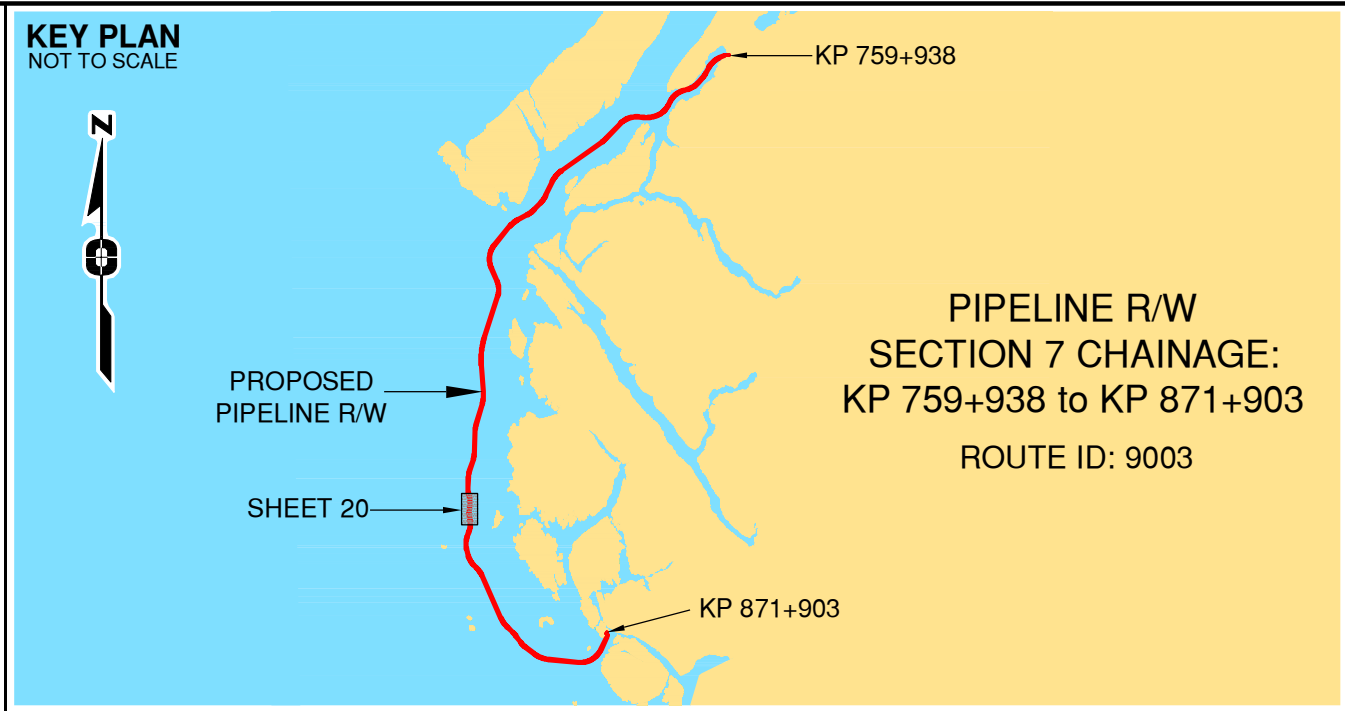 KEY PLAN
NOT TO SCALE
N
KP 759+938
PIPELINE R/W
SECTION 7 CHAINAGE:
KP 759+938 to KP 871+903
ROUTE ID: 9003
PROPOSED
PIPELINE R/W
SHEET 20
KP 871+903